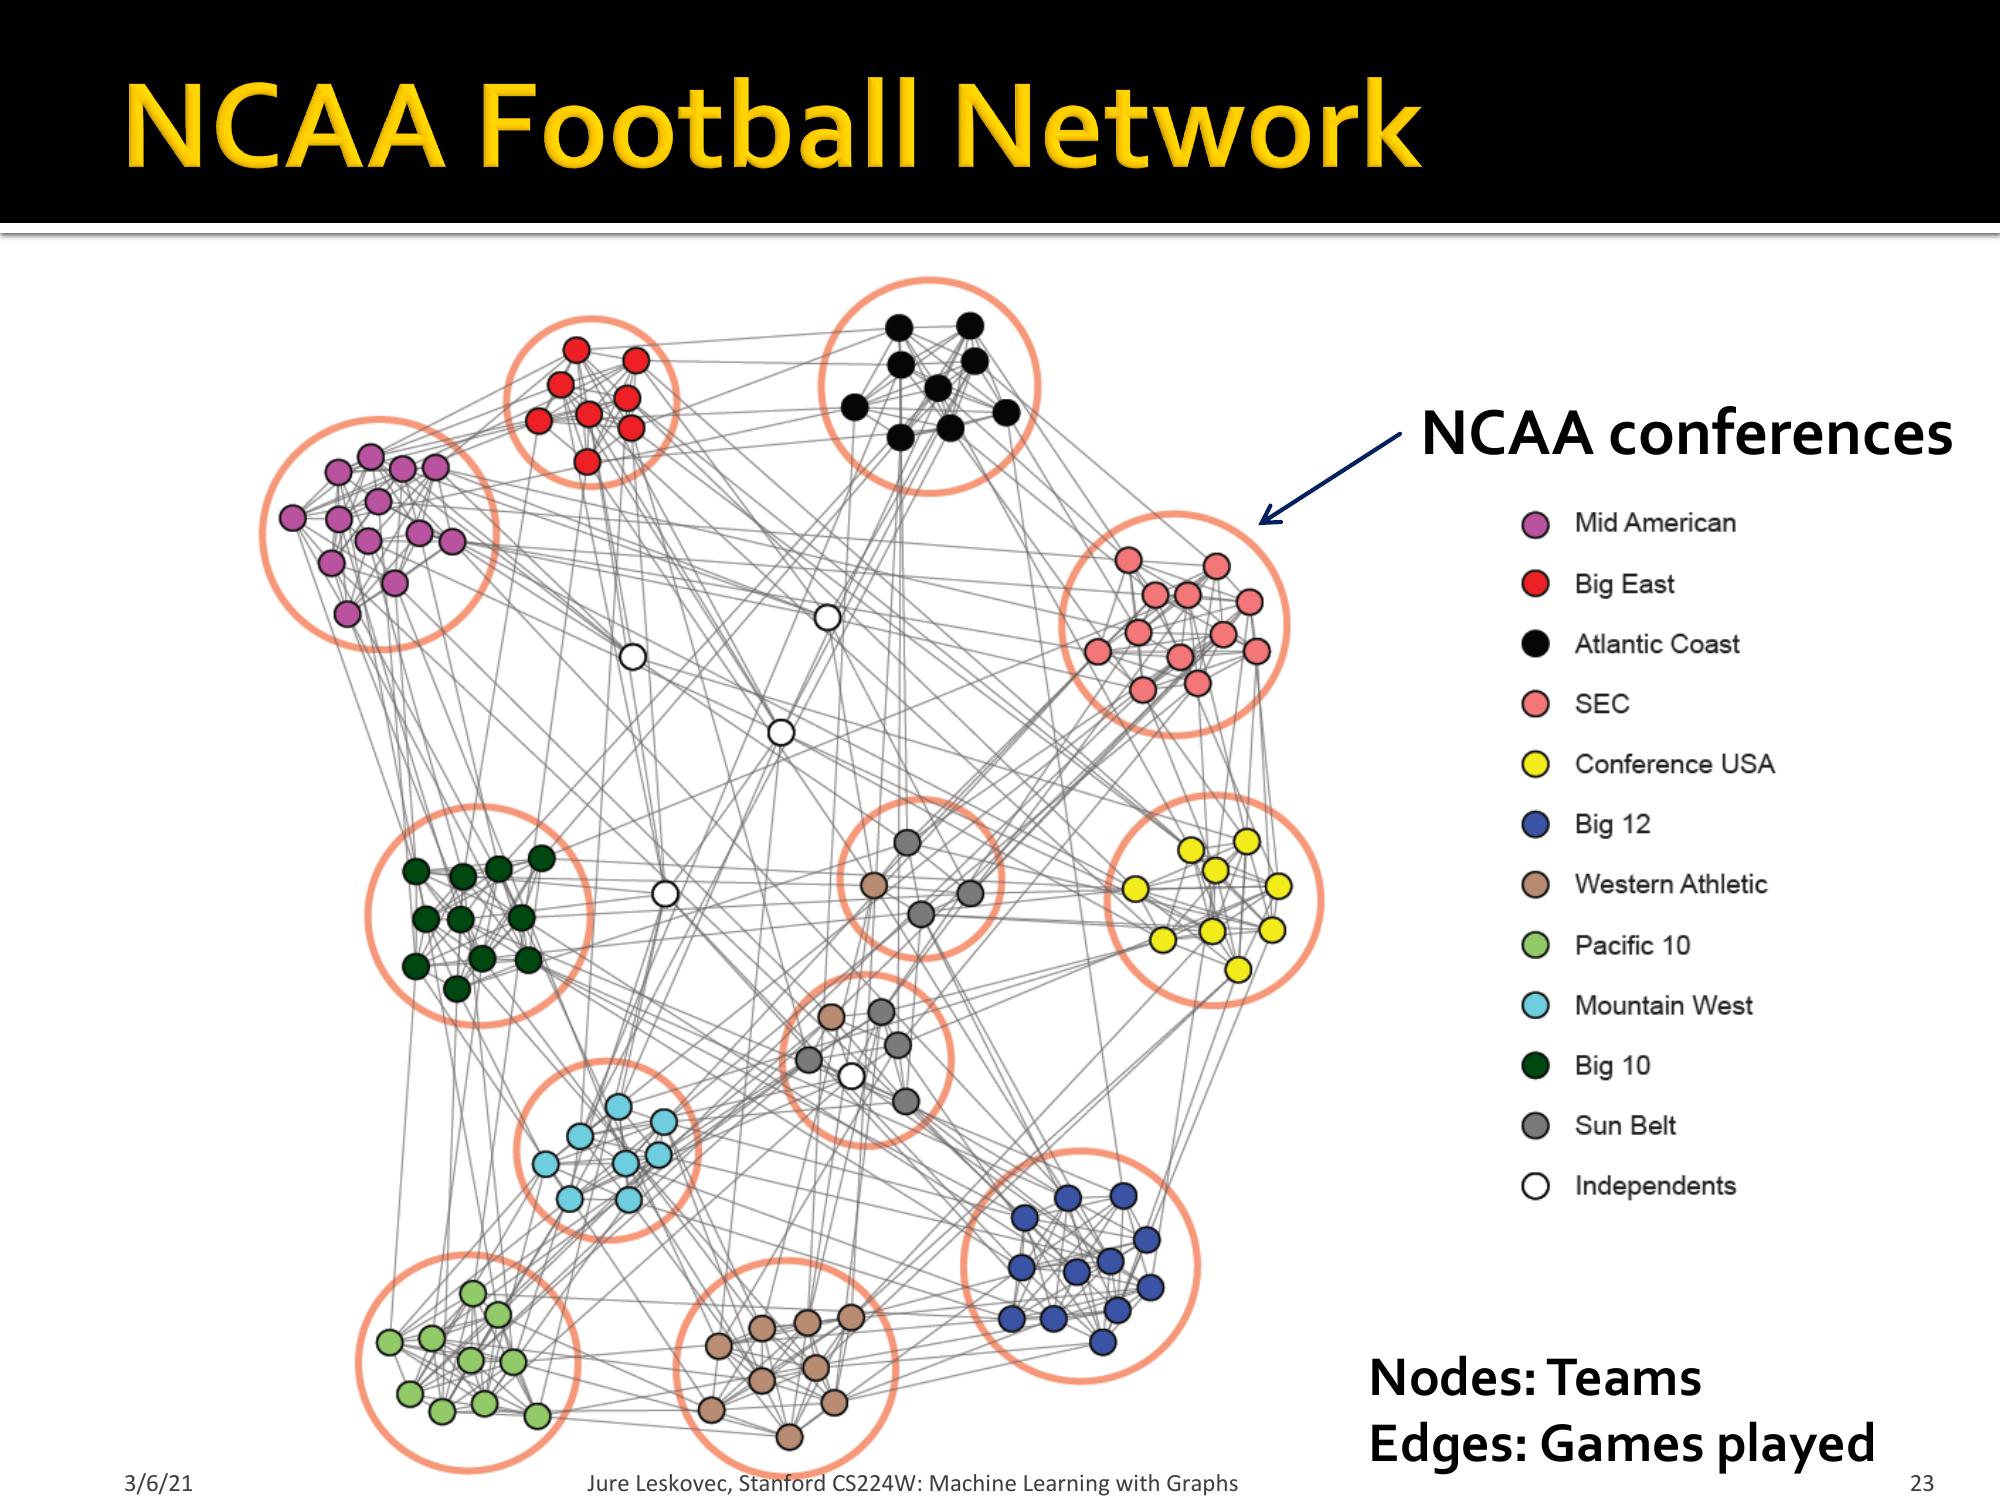 NCAA Football Network
NCAA conferences
Mid American
Big East
Atlantic Coast
SEC
Conference USA
Big 12
Western Athletic
Pacific 10
Mountain West
Big 10
Sun Belt
Independents
Nodes: Teams
Edges: Games played
3/6/21
Jure Leskovec, Stanford CS224W: Machine Learning with Graphs
23